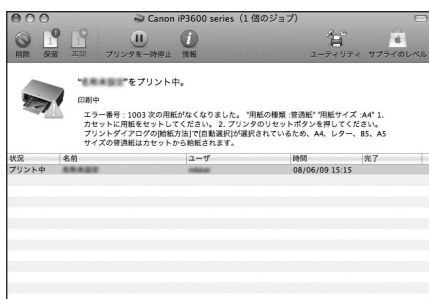 Canon iP3600 series（1 個のジョブ）
削除 保留 再開 プリンタを一時停止 情報 ユーティリティ サプライのレベル
"をプリント中。
印刷中
エラー番号 : 1003 次の用紙がなくなりました。 "用紙の種類 :普通紙" "用紙サイズ :A4" 1.
カセットに用紙をセットしてください。 2. プリンタのリセットボタンを押してください。
プリントダイアログの[給紙方法]で[自動選択]が選択されているため、A4、レター、B5、A5
サイズの普通紙はカセットから給紙されます。
状況 名前 ユーザ 時間 完了
プリント中 08/06/09 15:15